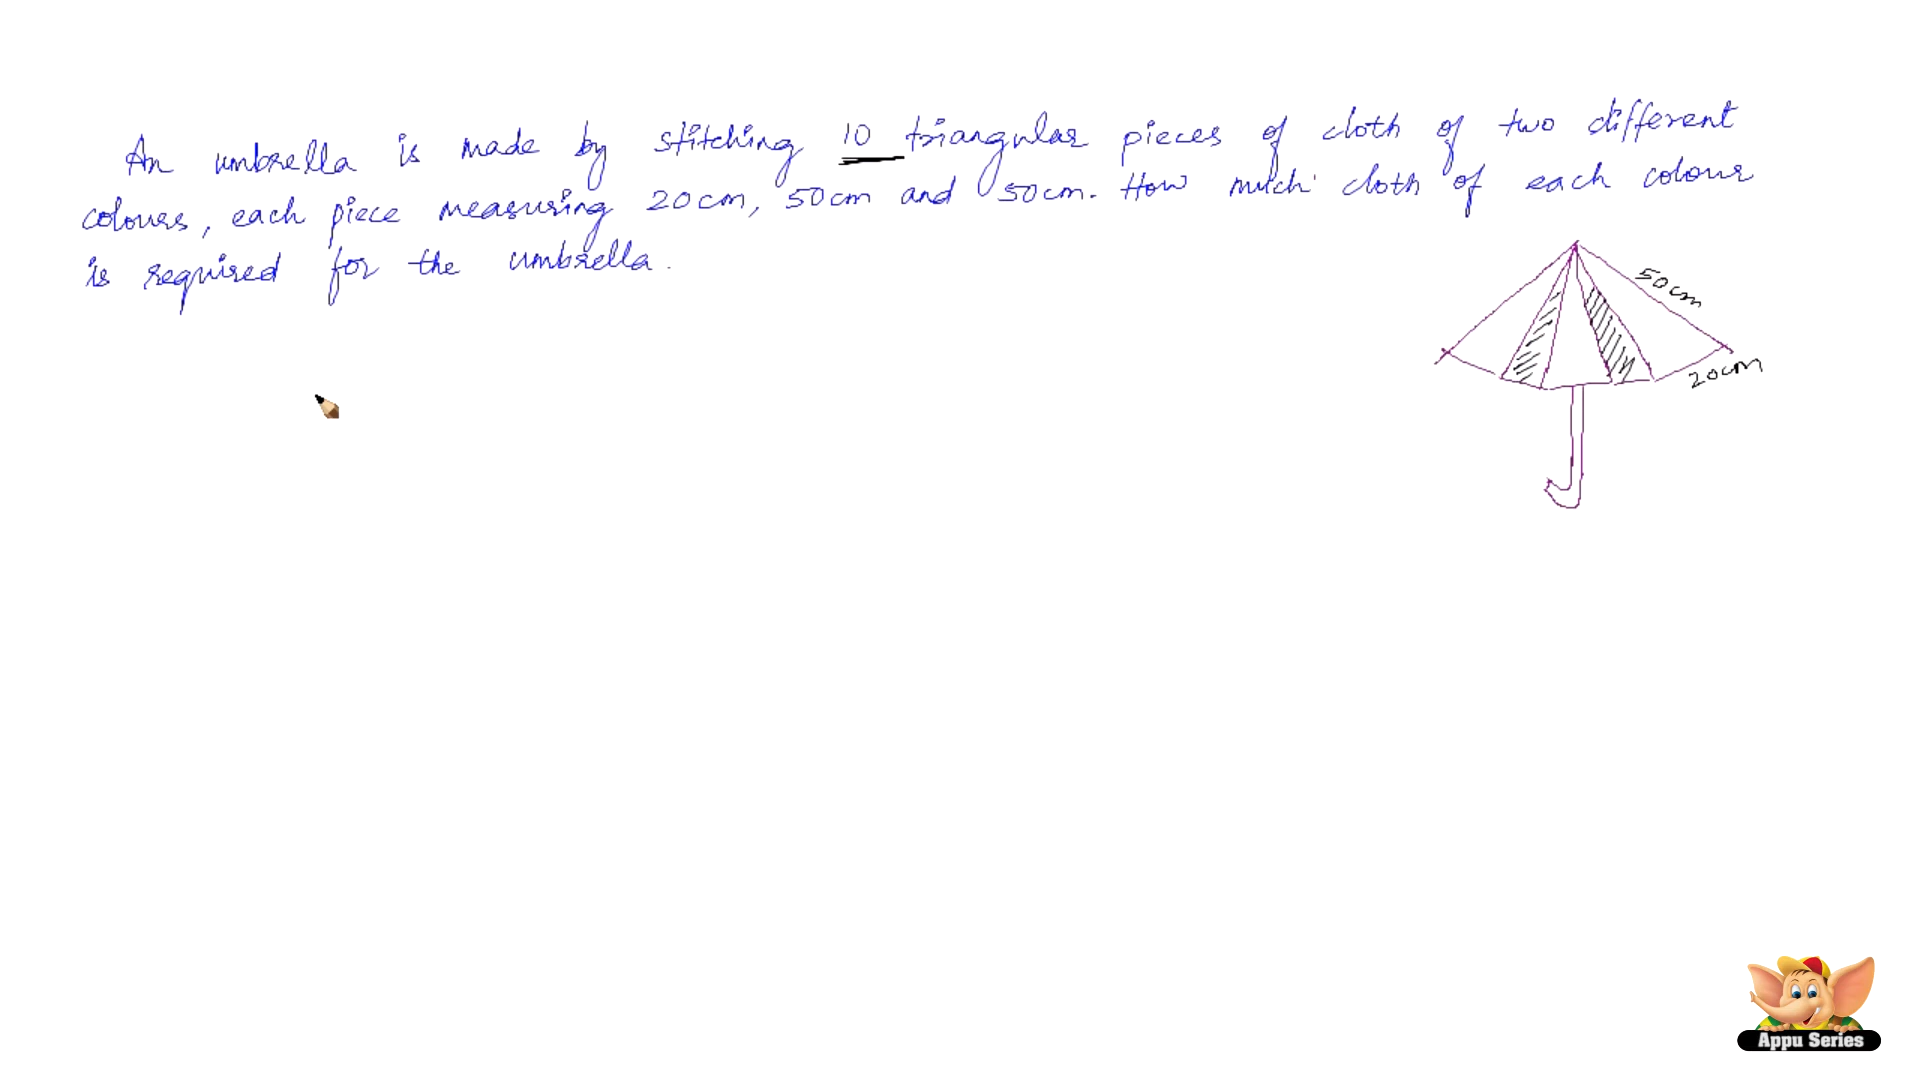 An umbrella is made by stitching 10 triangular pieces of cloth of two different
colours, each piece measuring 20cm, 50cm and 50cm. How much cloth of each colour
is required for the umbrella.
50cm
20cm
Appu Series